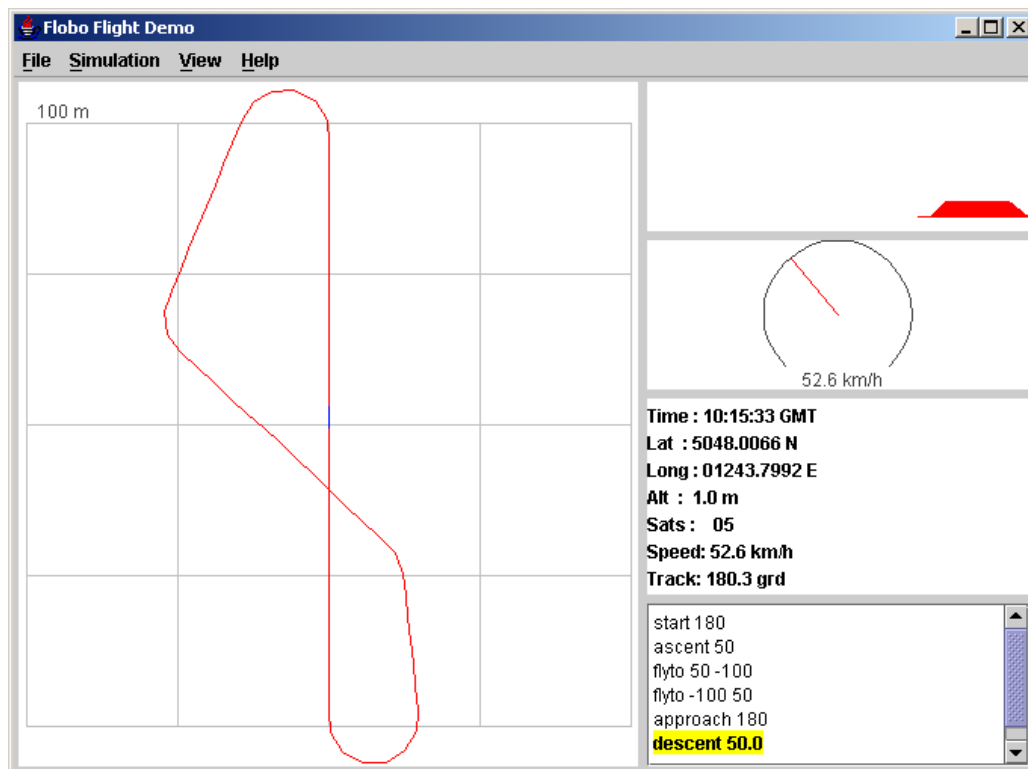 Flobo Flight Demo
File Simulation View Help
100 m
52.6 km/h
Time : 10:15:33 GMT
Lat : 5048.0066 N
Long : 01243.7992 E
Alt : 1.0 m
Sats : 05
Speed: 52.6 km/h
Track: 180.3 grd
start 180
ascent 50
flyto 50 -100
flyto -100 50
approach 180
descent 50.0